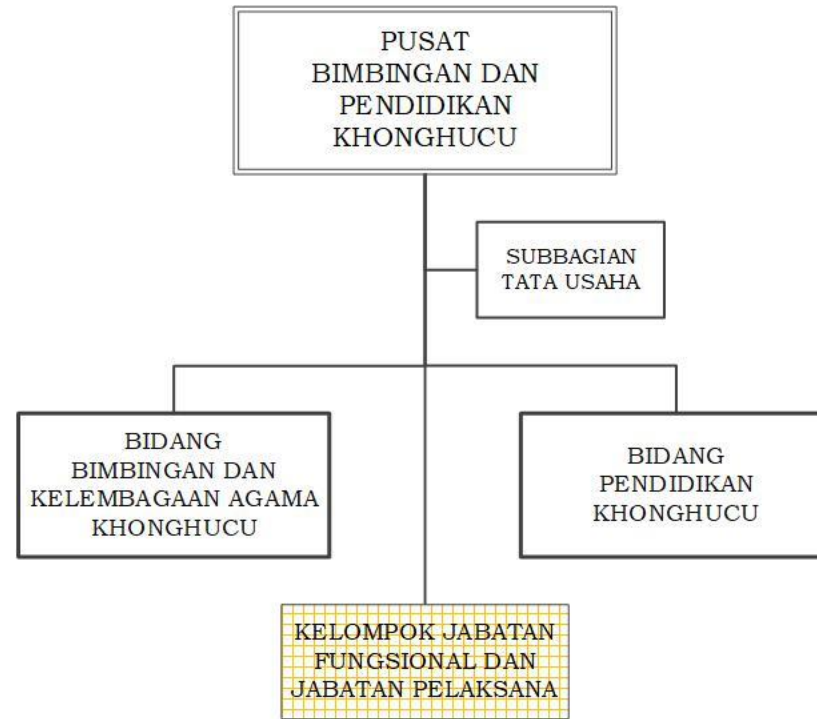 PUSAT
BIMBINGAN DAN
PENDIDIKAN
KHONGHUCU
SUBBAGIAN
TATA USAHA
BIDANG
BIMBINGAN DAN
KELEMBAGAAN AGAMA
KHONGHUCU
BIDANG
PENDIDIKAN
KHONGHUCU
KELOMPOK JABATAN
FUNGSIONAL DAN
JABATAN PELAKSANA